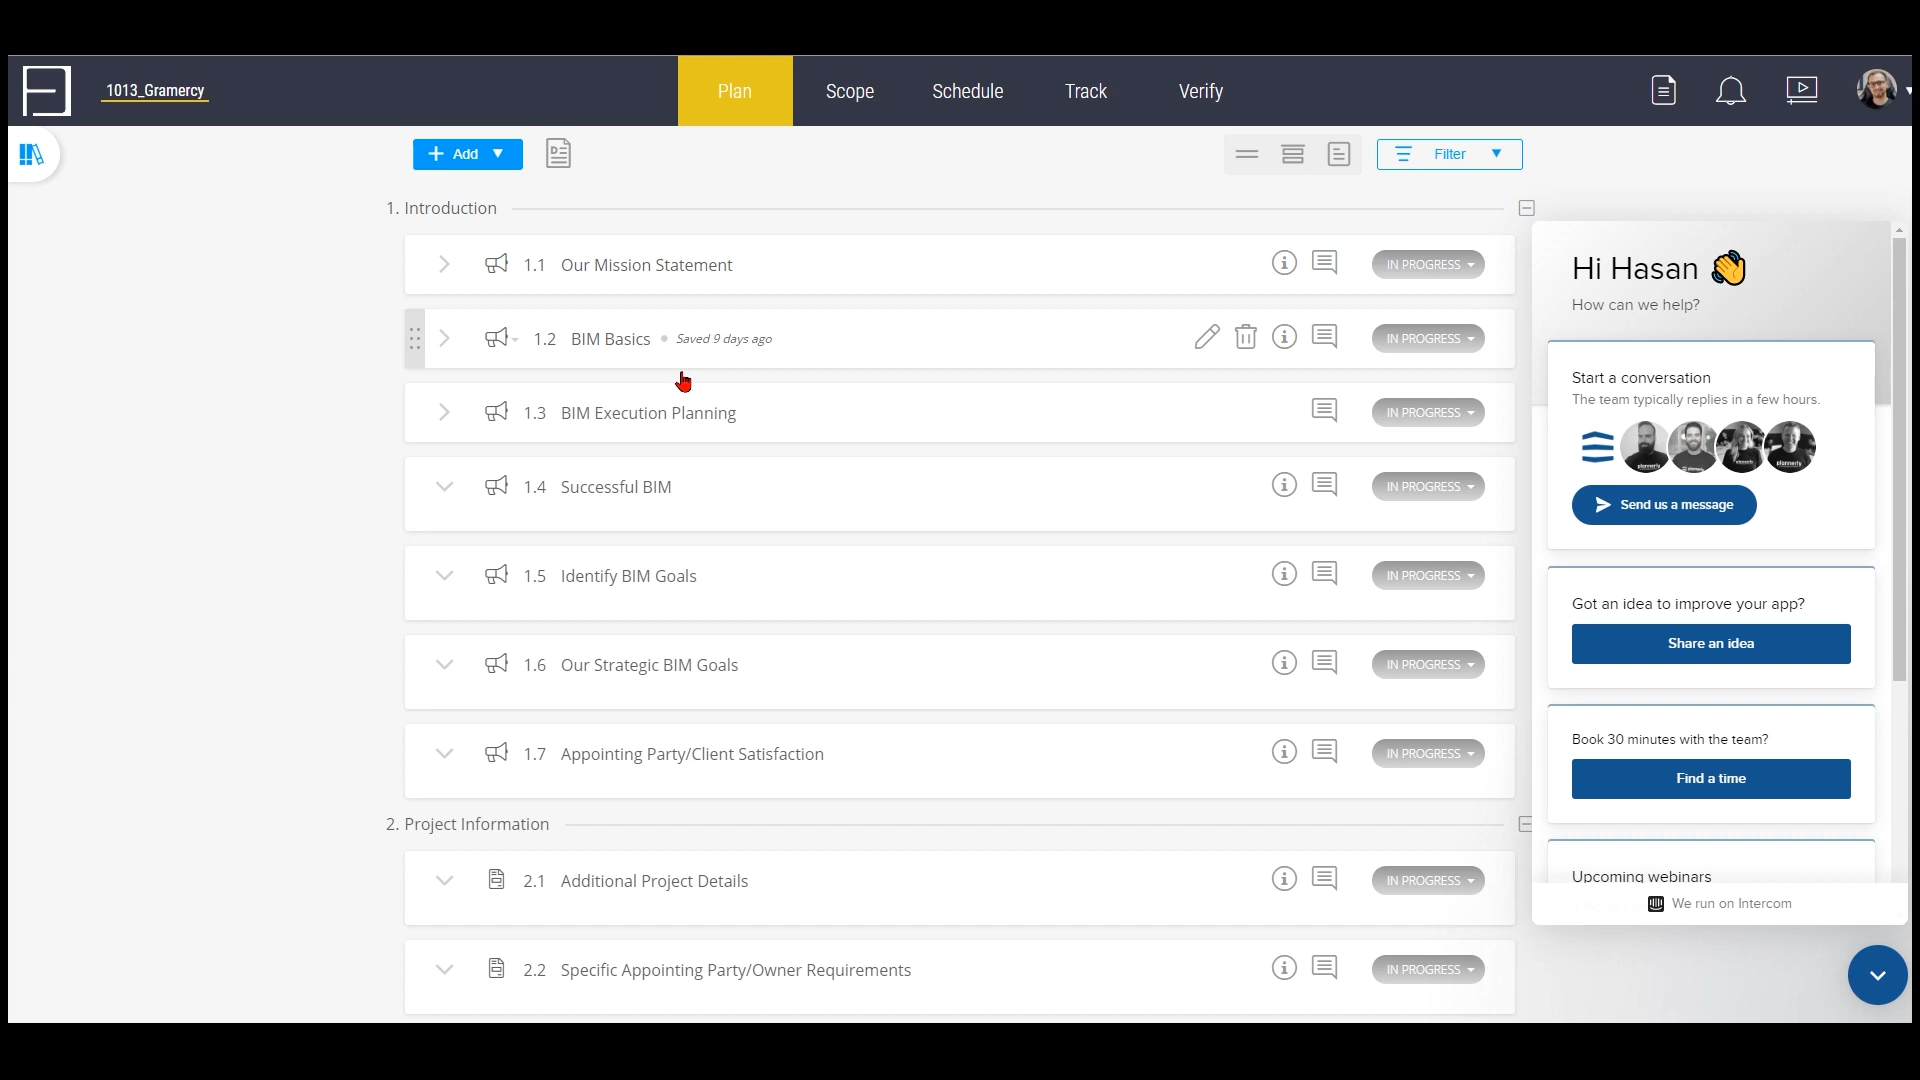 1013_Gramercy
Plan
Scope
Schedule
Track
Verify
Add
Filter
1. Introduction
1.1 Our Mission Statement
IN PROGRESS
1.2 BIM Basics
Saved 9 days ago
IN PROGRESS
1.3 BIM Execution Planning
IN PROGRESS
1.4 Successful BIM
IN PROGRESS
1.5 Identify BIM Goals
IN PROGRESS
1.6 Our Strategic BIM Goals
IN PROGRESS
1.7 Appointing Party/Client Satisfaction
IN PROGRESS
2. Project Information
2.1 Additional Project Details
IN PROGRESS
2.2 Specific Appointing Party/Owner Requirements
IN PROGRESS
Hi Hasan 👋
How can we help?
Start a conversation
The team typically replies in a few hours.
Send us a message
Got an idea to improve your app?
Share an idea
Book 30 minutes with the team?
Find a time
Upcoming webinars
We run on Intercom